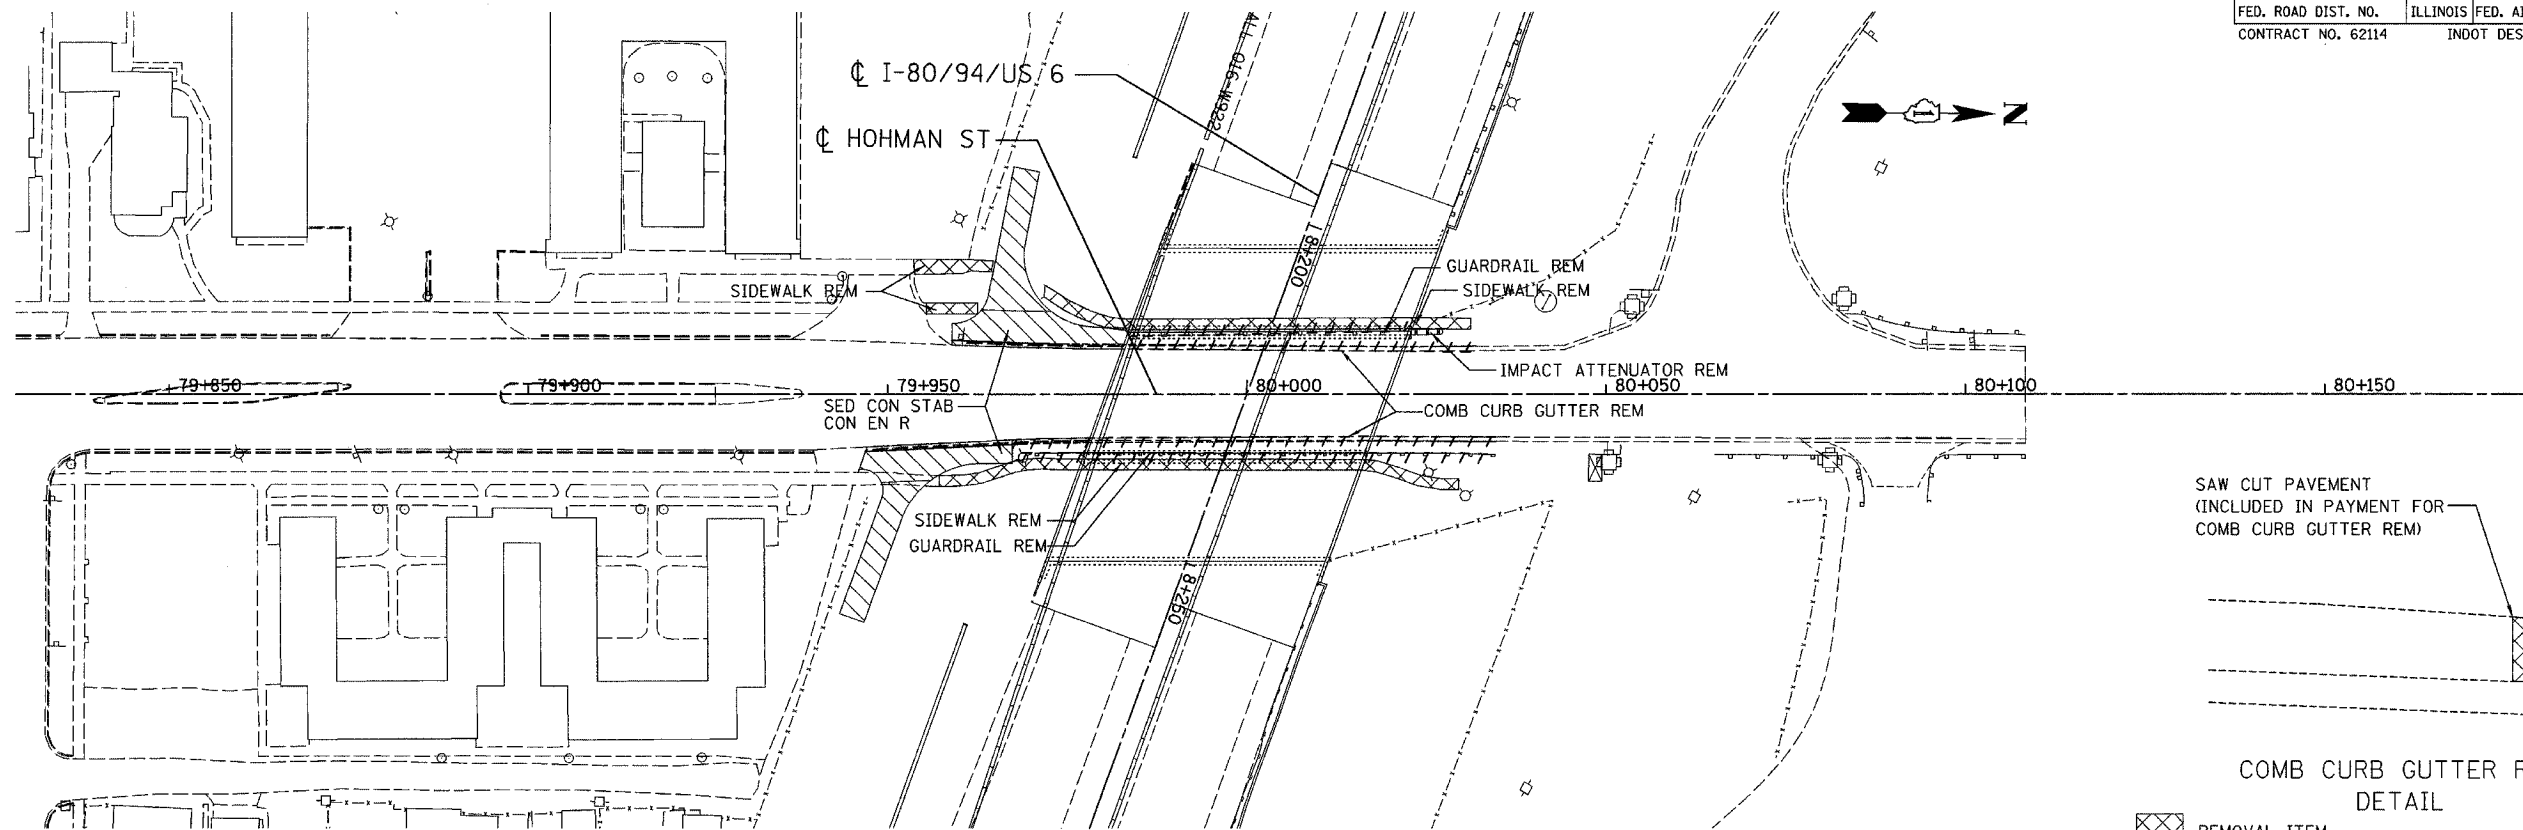 FED. ROAD DIST. NO. ILLINOIS FED.
CONTRACT NO. 62114 INDOT DES
℄ I-80/94/US 6
℄ HOHMAN ST
N
L 8+200
GUARDRAIL REM
SIDEWALK REM
SIDEWALK REM
IMPACT ATTENUATOR REM
79+850
79+900
79+950
80+000
80+050
80+100
80+150
SED CON STAB
CON EN R
COMB CURB GUTTER REM
SAW CUT PAVEMENT
(INCLUDED IN PAYMENT FOR
COMB CURB GUTTER REM)
SIDEWALK REM
GUARDRAIL REM
L 8+250
COMB CURB GUTTER
DETAIL
REMOVAL ITEM